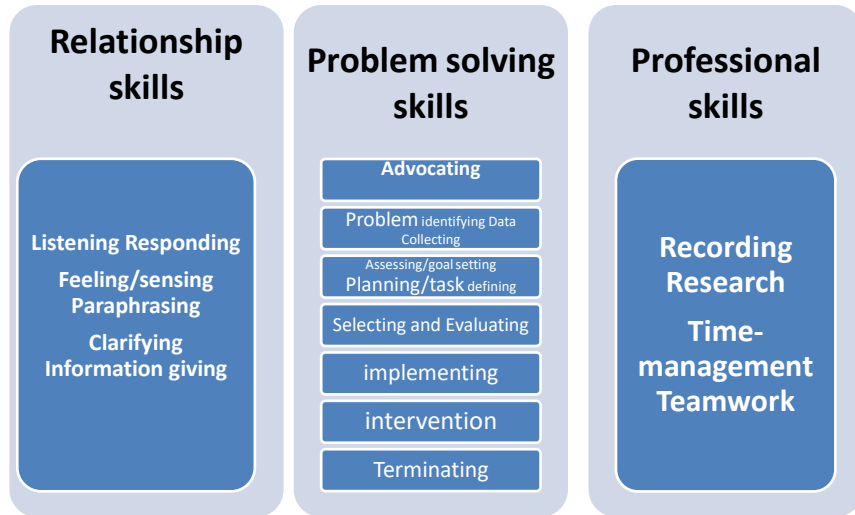 Relationship
skills
Listening Responding
Feeling/sensing
Paraphrasing
Clarifying
Information giving
Problem solving
skills
Advocating
Problem identifying Data
Collecting
Assessing/goal setting
Planning/task defining
Selecting and Evaluating
implementing
intervention
Terminating
Professional
skills
Recording
Research
Time-
management
Teamwork